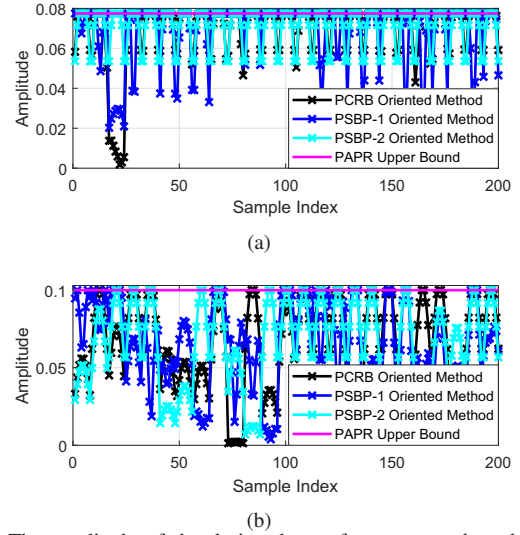 0.08
0.06
0.04
0.02
0
Amplitude
PCRB Oriented Method
PSBP-1 Oriented Method
PSBP-2 Oriented Method
PAPR Upper Bound
0 50 100 150 200
Sample Index
(a)
0.1
0.05
0
Amplitude
PCRB Oriented Method
PSBP-1 Oriented Method
PSBP-2 Oriented Method
PAPR Upper Bound
0 50 100 150 200
Sample Index
(b)